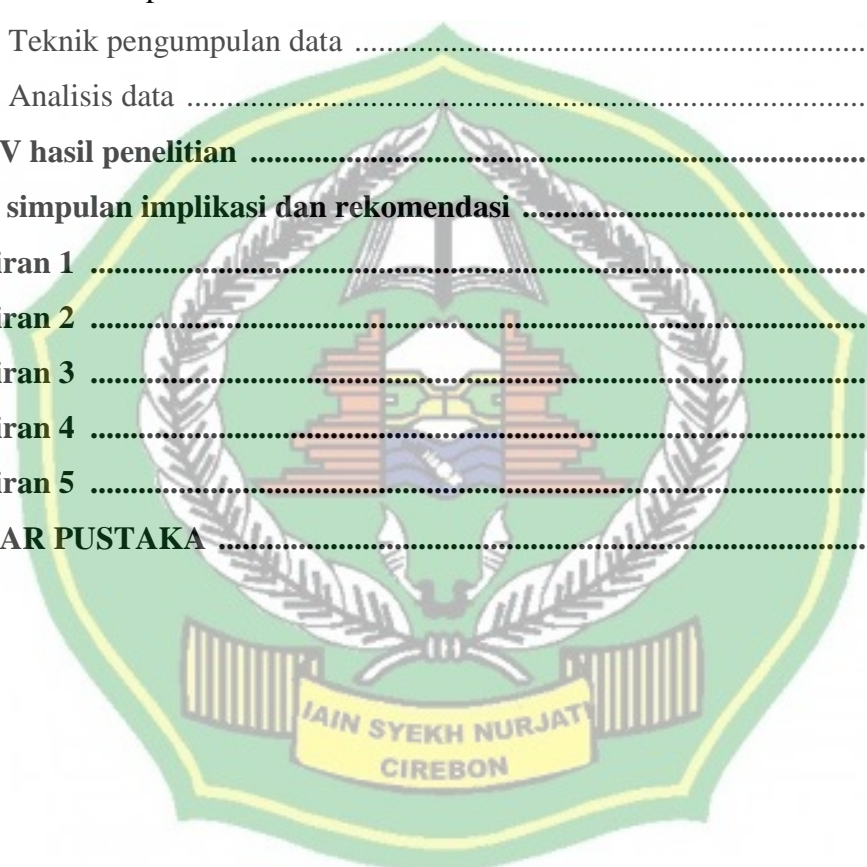 Teknik pengumpulan data ................................................................................
Analisis data ................................................................................
V hasil penelitian ................................................................................
simpulan implikasi dan rekomendasi ................................................................................
iran 1 ................................................................................
iran 2 ................................................................................
iran 3 ................................................................................
iran 4 ................................................................................
iran 5 ................................................................................
AR PUSTAKA ................................................................................
IAIN SYEKH NURJATI
CIREBON